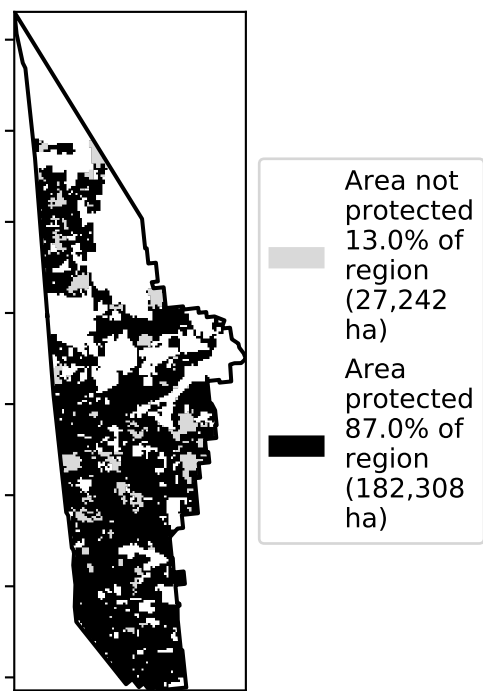 Area not
protected
13.0% of
region
(27,242
ha)
Area
protected
87.0% of
region
(182,308
ha)